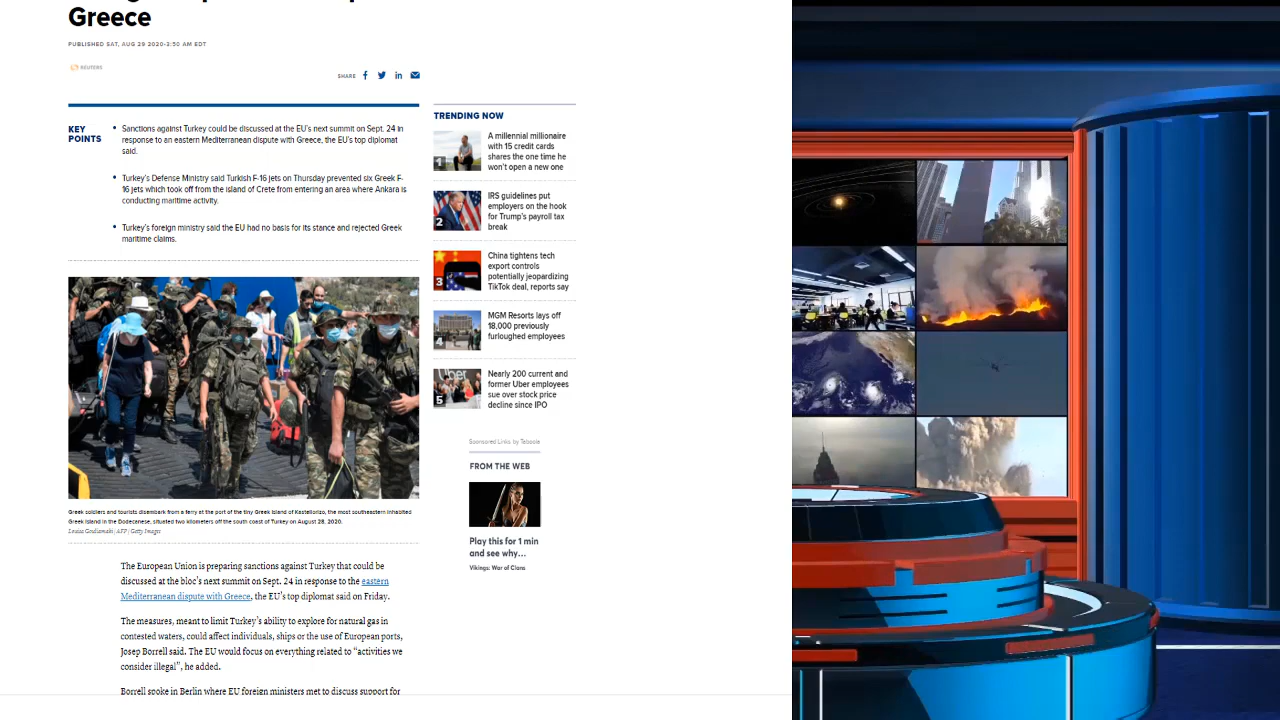 Greece
PUBLISHED SAT, AUG 29 2020-3:50 AM EDT
REUTERS
SHARE
KEY
POINTS
Sanctions against Turkey could be discussed at the EU's next summit on Sept. 24 in
response to an eastern Mediterranean dispute with Greece, the EU's top diplomat
said.
Turkey's Defense Ministry said Turkish F-16 jets on Thursday prevented six Greek F-
16 jets which took off from the island of Crete from entering an area where Ankara is
conducting maritime activity.
Turkey's foreign ministry said the EU had no basis for its stance and rejected Greek
maritime claims.
Greek soldiers and tourists disembark from a ferry at the port of the tiny Greek island of Kastellorizo, the most southeastern inhabited
Greek island in the Dodecanese, situated two kilometers off the south coast of Turkey on August 28, 2020.
Louisa Gouliamaki | AFP | Getty Images
The European Union is preparing sanctions against Turkey that could be
discussed at the bloc's next summit on Sept. 24 in response to the eastern
Mediterranean dispute with Greece, the EU's top diplomat said on Friday.
The measures, meant to limit Turkey's ability to explore for natural gas in
contested waters, could affect individuals, ships or the use of European ports,
Josep Borrell said. The EU would focus on everything related to “activities we
consider illegal”, he added.
Borrell spoke in Berlin where EU foreign ministers met to discuss support for
TRENDING NOW
1
A millennial millionaire
with 15 credit cards
shares the one time he
won't open a new one
2
IRS guidelines put
employers on the hook
for Trump's payroll tax
break
3
China tightens tech
export controls
potentially jeopardizing
TikTok deal, reports say
4
MGM Resorts lays off
18,000 previously
furloughed employees
Uber
5
Nearly 200 current and
former Uber employees
sue over stock price
decline since IPO
Sponsored Links by Taboola
FROM THE WEB
Play this for 1 min
and see why...
Vikings: War of Clans